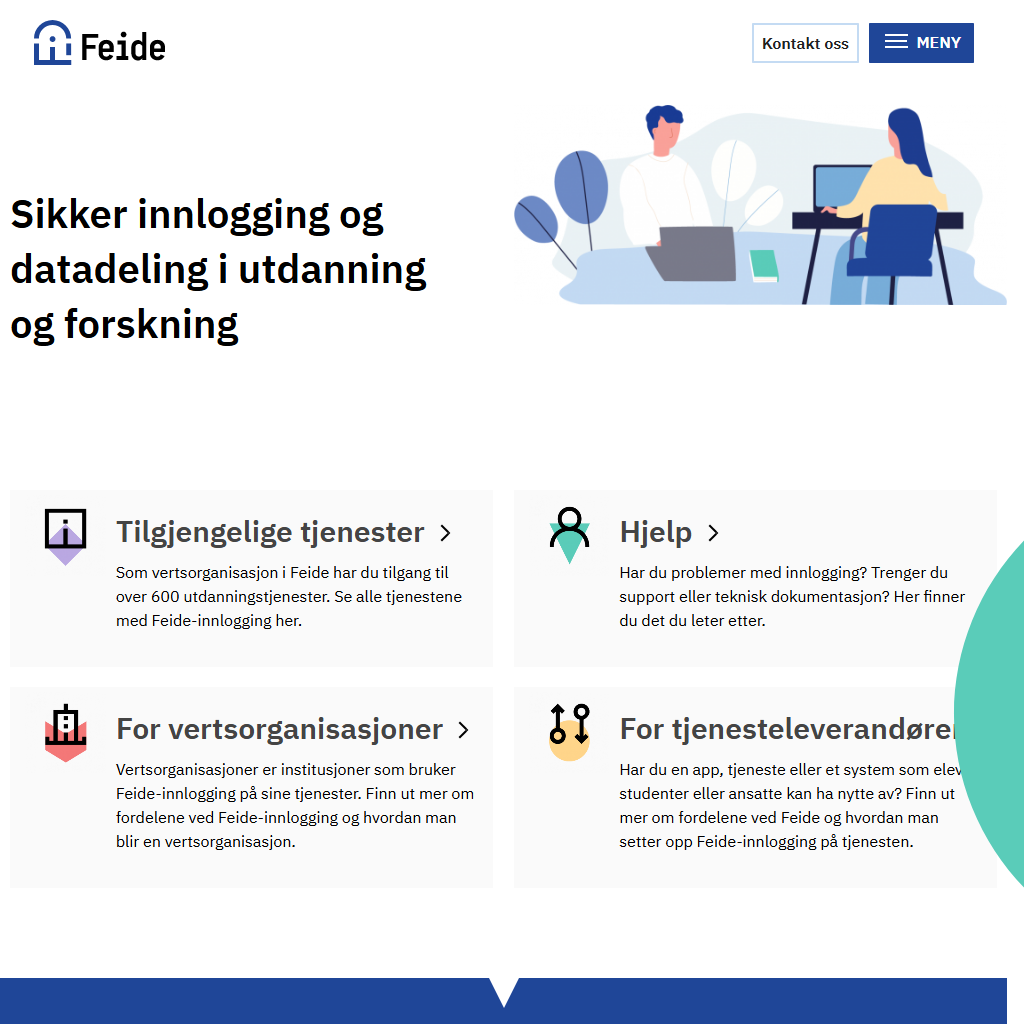 Feide
Kontakt oss
MENY
Sikker innlogging og
datadeling i utdanning
og forskning
Tilgjengelige tjenester
Som vertsorganisasjon i Feide har du tilgang til
over 600 utdanningstjenester. Se alle tjenestene
med Feide-innlogging her.
Hjelp
Har du problemer med innlogging? Trenger du
support eller teknisk dokumentasjon? Her finner
du det du leter etter.
For vertsorganisasjoner
Vertsorganisasjoner er institusjoner som bruker
Feide-innlogging på sine tjenester. Finn ut mer om
fordelene ved Feide-innlogging og hvordan man
blir en vertsorganisasjon.
For tjenesteleverandører
Har du en app, tjeneste eller et system som
studenter eller ansatte kan ha nytte av? Finn ut
mer om fordelene ved Feide og hvordan man
setter opp Feide-innlogging på tjenesten.